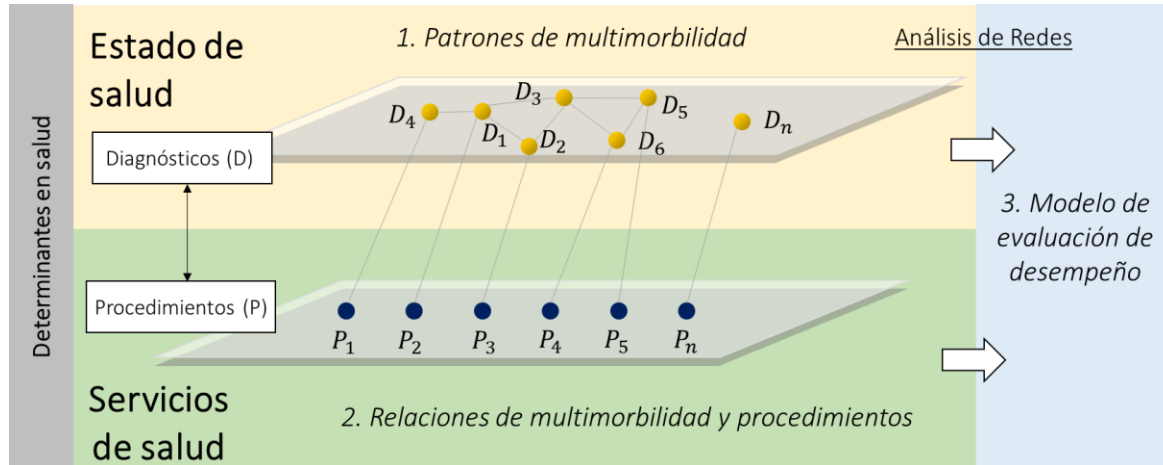 Determinantes en salud
Estado de
salud
1. Patrones de multimorbilidad
Análisis de Redes
Diagnósticos (D)
D₄
D₁
D₃
D₂
D₅
D₆
Dₙ
3. Modelo de
evaluación de
desempeño
Procedimientos (P)
P₁ P₂ P₃ P₄ P₅ Pₙ
Servicios
de salud
2. Relaciones de multimorbilidad y procedimientos